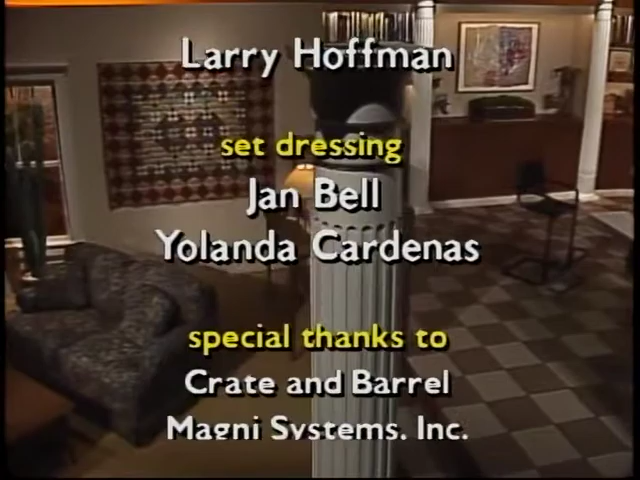 Larry Hoffman
set dressing
Jan Bell
Yolanda Cardenas
special thanks to
Crate and Barrel
Magni Systems, Inc.